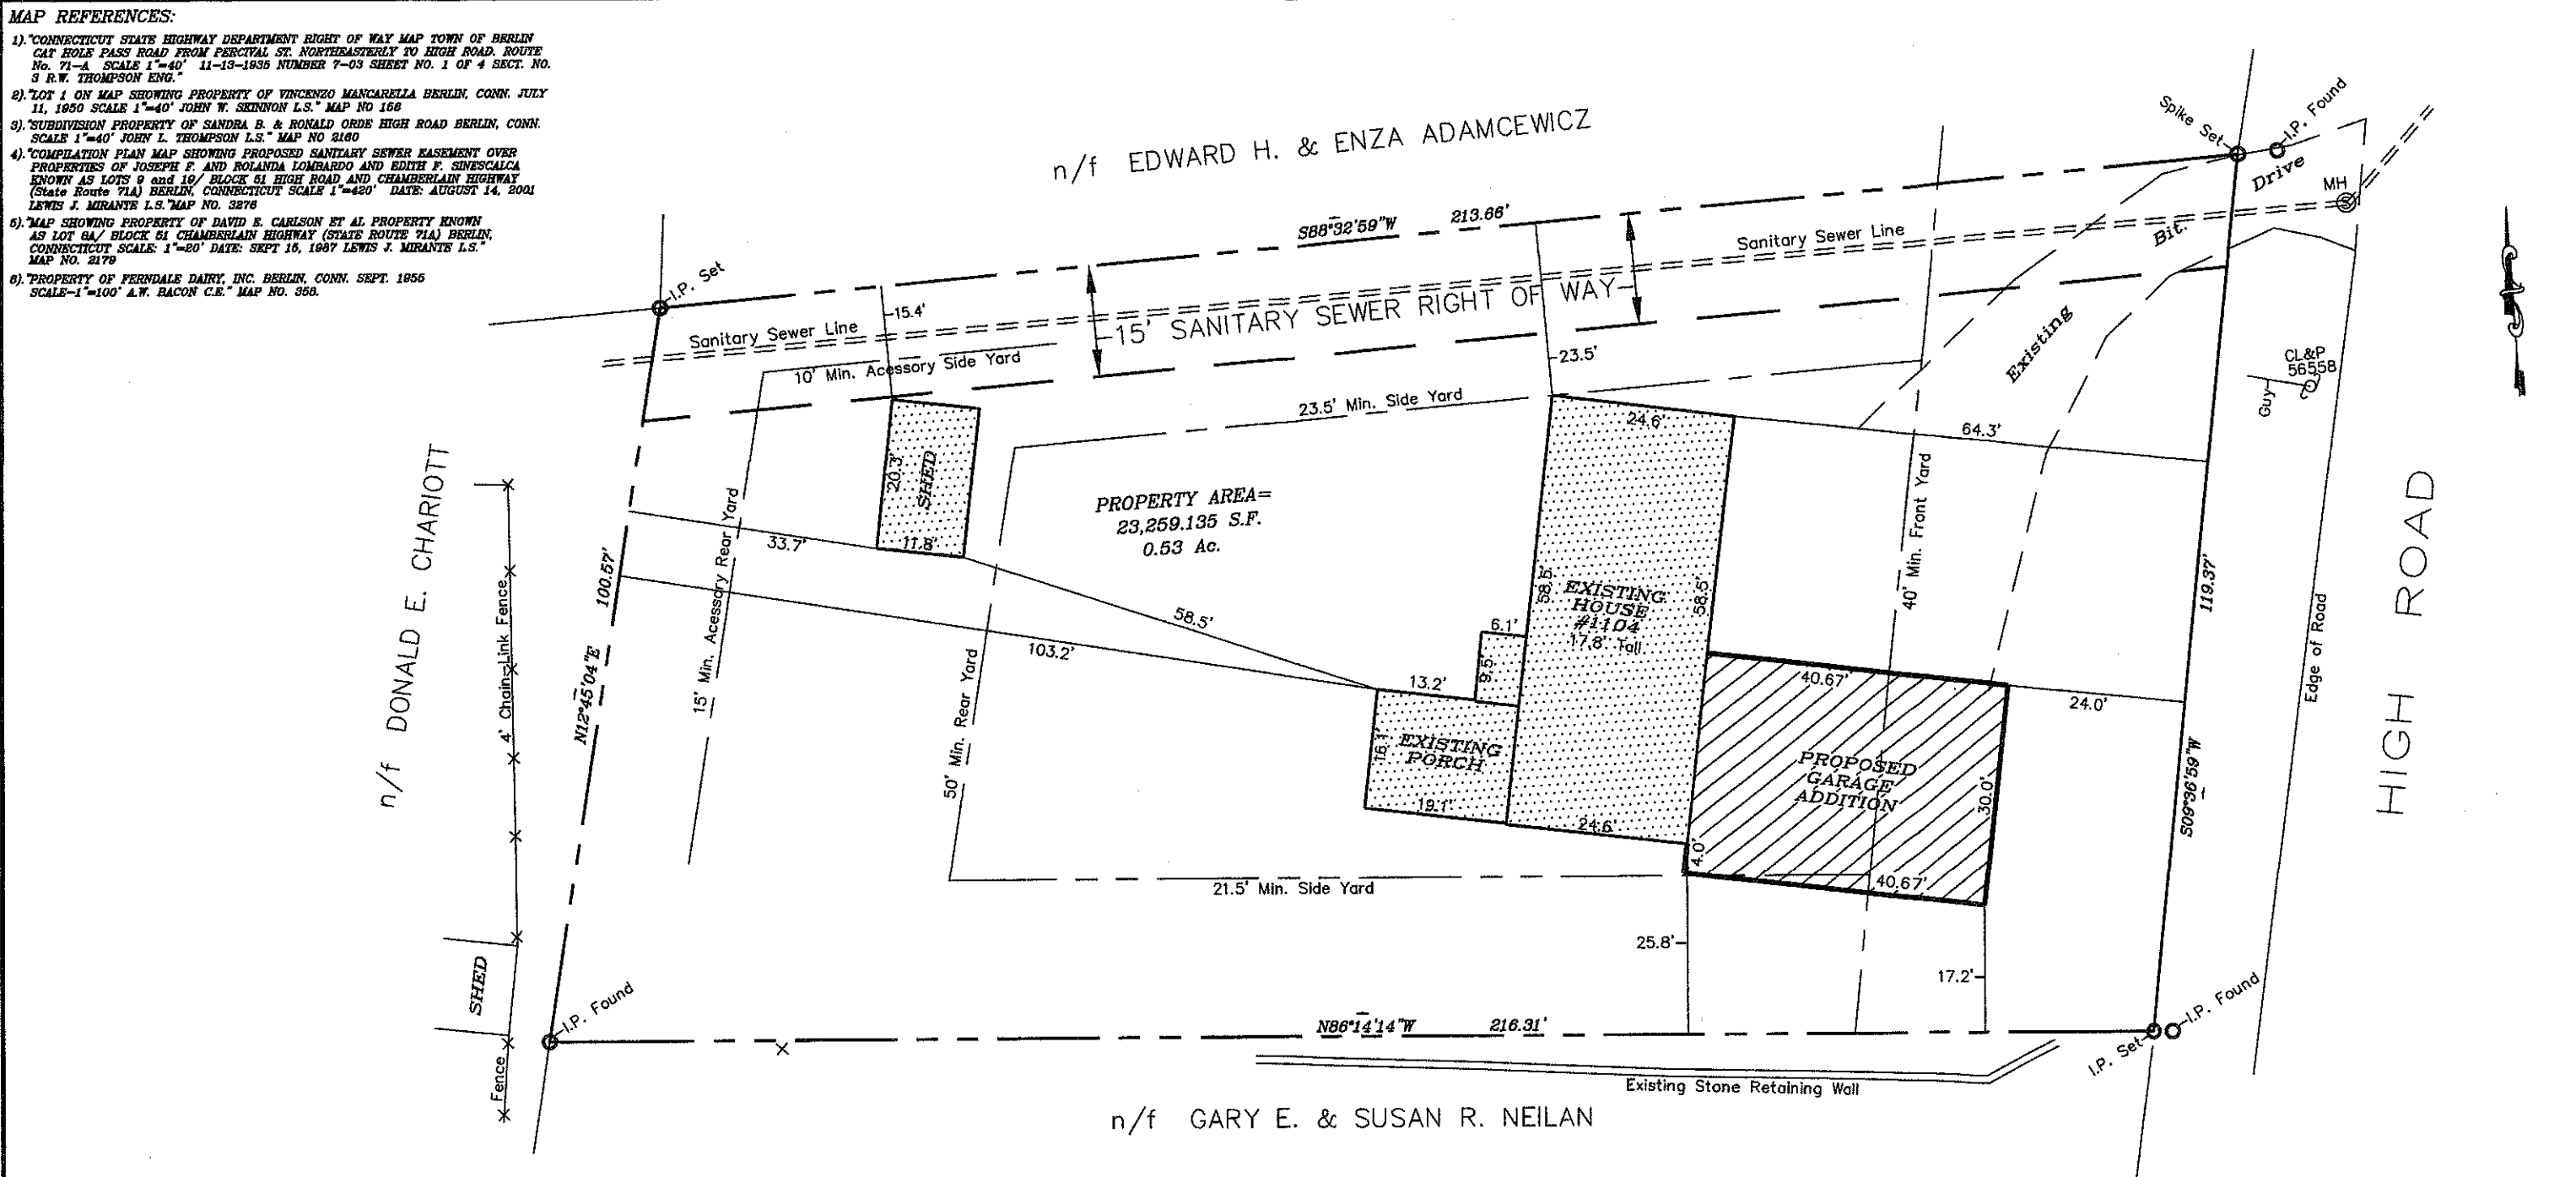 MAP REFERENCES:
1). "CONNECTICUT STATE HIGHWAY DEPARTMENT RIGHT OF WAY MAP TOWN OF BERLIN
CAT HOLE PASS ROAD FROM PERCIVAL ST. NORTHEASTERLY TO HIGH ROAD. ROUTE
No. 71-A SCALE 1"=40' 11-13-1935 NUMBER 7-03 SHEET NO. 1 OF 4 SECT. NO.
3 R.W. THOMPSON ENG."
2). "LOT 1 ON MAP SHOWING PROPERTY OF VINCENZO MANCARELLA BERLIN, CONN. JULY
11, 1950 SCALE 1"=40' JOHN W. SKINNON L.S." MAP NO 166
3). "SUBDIVISION PROPERTY OF SANDRA B. & RONALD ORDE HIGH ROAD BERLIN, CONN.
SCALE 1"=40' JOHN L. THOMPSON L.S." MAP NO 2160
4). "COMPILATION PLAN MAP SHOWING PROPOSED SANITARY SEWER EASEMENT OVER
PROPERTIES OF JOSEPH F. AND ROLANDA LOMBARDO AND EDITH F. SINESCALCA
KNOWN AS LOTS 9 and 19/ BLOCK 51 HIGH ROAD AND CHAMBERLAIN HIGHWAY
(State Route 71A) BERLIN, CONNECTICUT SCALE 1"=420' DATE: AUGUST 14, 2001
LEWIS J. MIRANTE L.S." MAP NO. 3276
5). "MAP SHOWING PROPERTY OF DAVID E. CARLSON ET AL PROPERTY KNOWN
AS LOT 8A/ BLOCK 51 CHAMBERLAIN HIGHWAY (STATE ROUTE 71A) BERLIN,
CONNECTICUT SCALE: 1"=20' DATE: SEPT 15, 1987 LEWIS J. MIRANTE L.S."
MAP NO. 2179
6). "PROPERTY OF FERNDALE DAIRY, INC. BERLIN, CONN. SEPT. 1955
SCALE-1"=100' A.W. BACON C.E." MAP NO. 358.
n/f EDWARD H. & ENZA ADAMCEWICZ
Spike Set
I.P. Found
Bit. Drive
MH
S88°32'59"W 213.66'
Sanitary Sewer Line
I.P. Set
15.4'
Sanitary Sewer Line
15' SANITARY SEWER RIGHT OF WAY
10' Min. Acessory Side Yard
23.5'
Existing
CL&P
56558
Guy
23.5' Min. Side Yard
24.6'
64.3'
20.3'
SHED
11.8'
33.7'
PROPERTY AREA=
23,259.135 S.F.
0.53 Ac.
n/f DONALD E. CHARIOTT
4' Chain-Link Fence
100.57'
N12°45'04"E
15' Min. Acessory Rear Yard
50' Min. Rear Yard
58.5'
103.2'
58.5'
EXISTING
HOUSE
#1104
17.8' Tall
58.5'
40' Min. Front Yard
119.37'
S09°36'59"W
Edge of Road
HIGH ROAD
6.1'
9.5'
13.2'
16.1'
EXISTING
PORCH
19.1'
24.6'
40.67'
24.0'
PROPOSED
GARAGE
ADDITION
30.0'
4.0'
40.67'
21.5' Min. Side Yard
25.8'
17.2'
SHED
Fence
I.P. Found
N86°14'14"W 216.31'
I.P. Set
I.P. Found
Existing Stone Retaining Wall
n/f GARY E. & SUSAN R. NEILAN